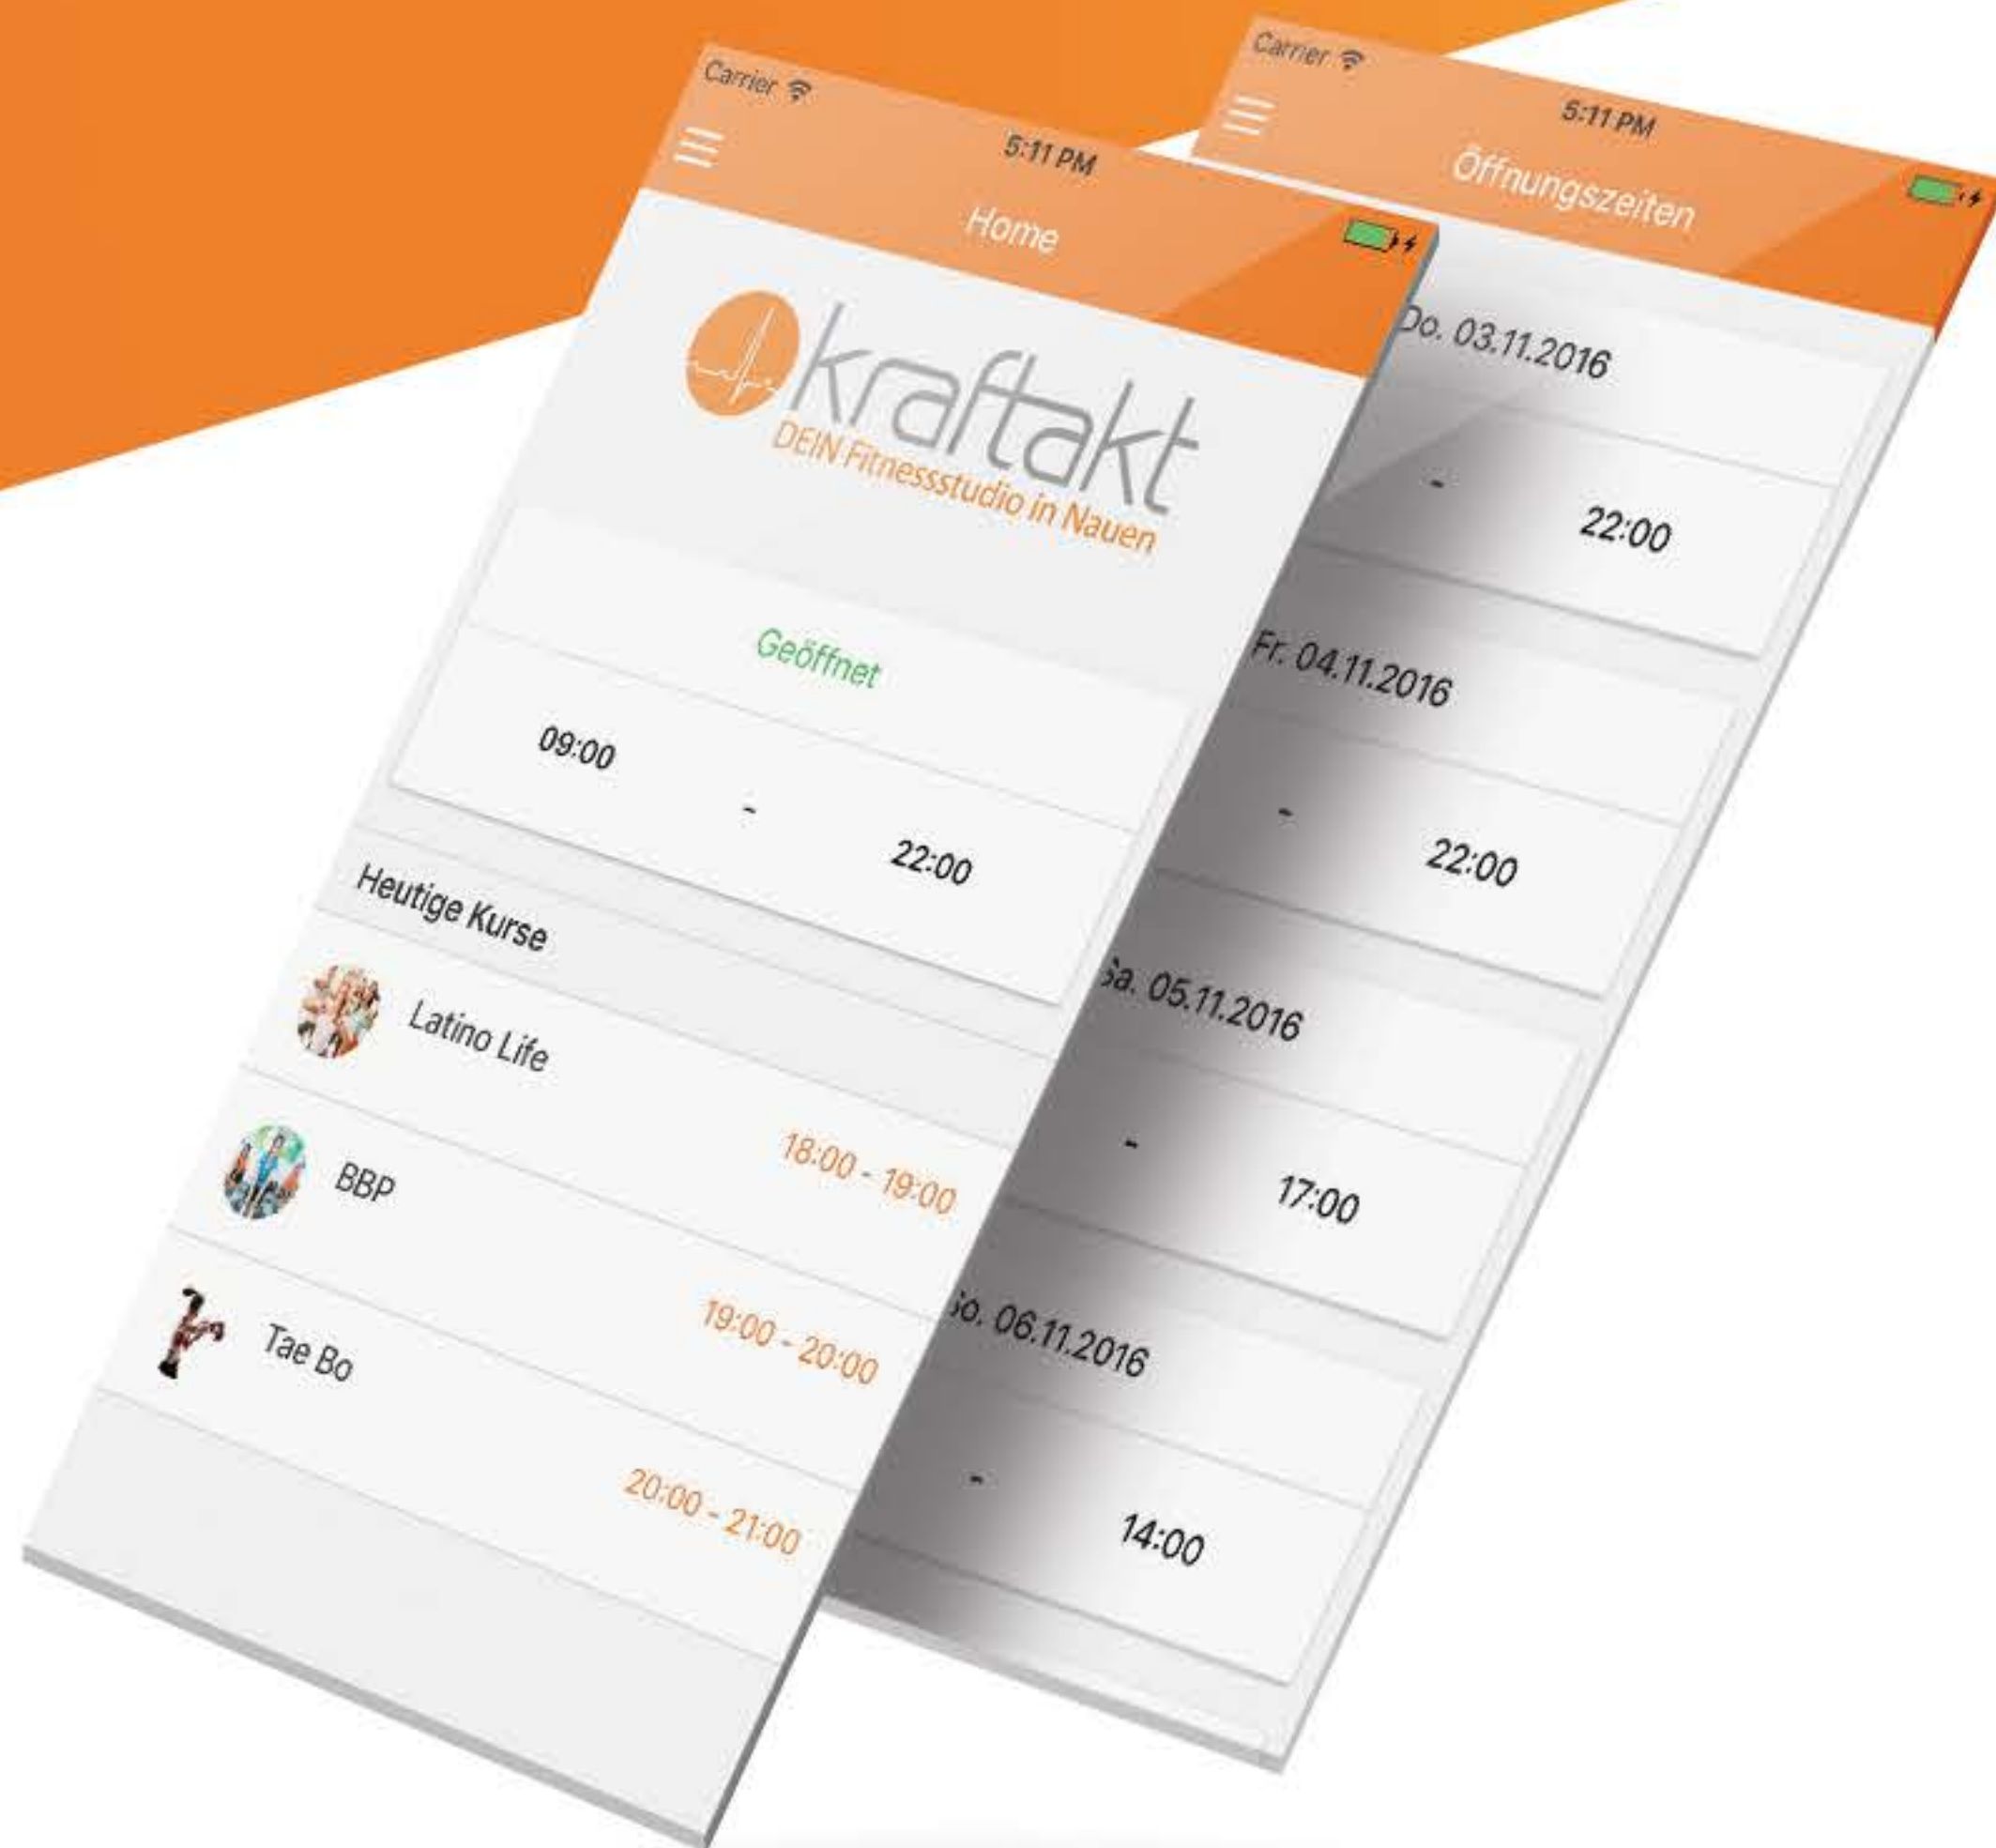 Carrier
5:11 PM
Home
kraftakt
DEIN Fitnessstudio in Nauen
Geöffnet
09:00 - 22:00
Heutige Kurse
Latino Life
18:00 - 19:00
BBP
19:00 - 20:00
Tae Bo
20:00 - 21:00
Carrier
5:11 PM
Öffnungszeiten
Do. 03.11.2016
- 22:00
Fr. 04.11.2016
- 22:00
Sa. 05.11.2016
- 17:00
So. 06.11.2016
- 14:00